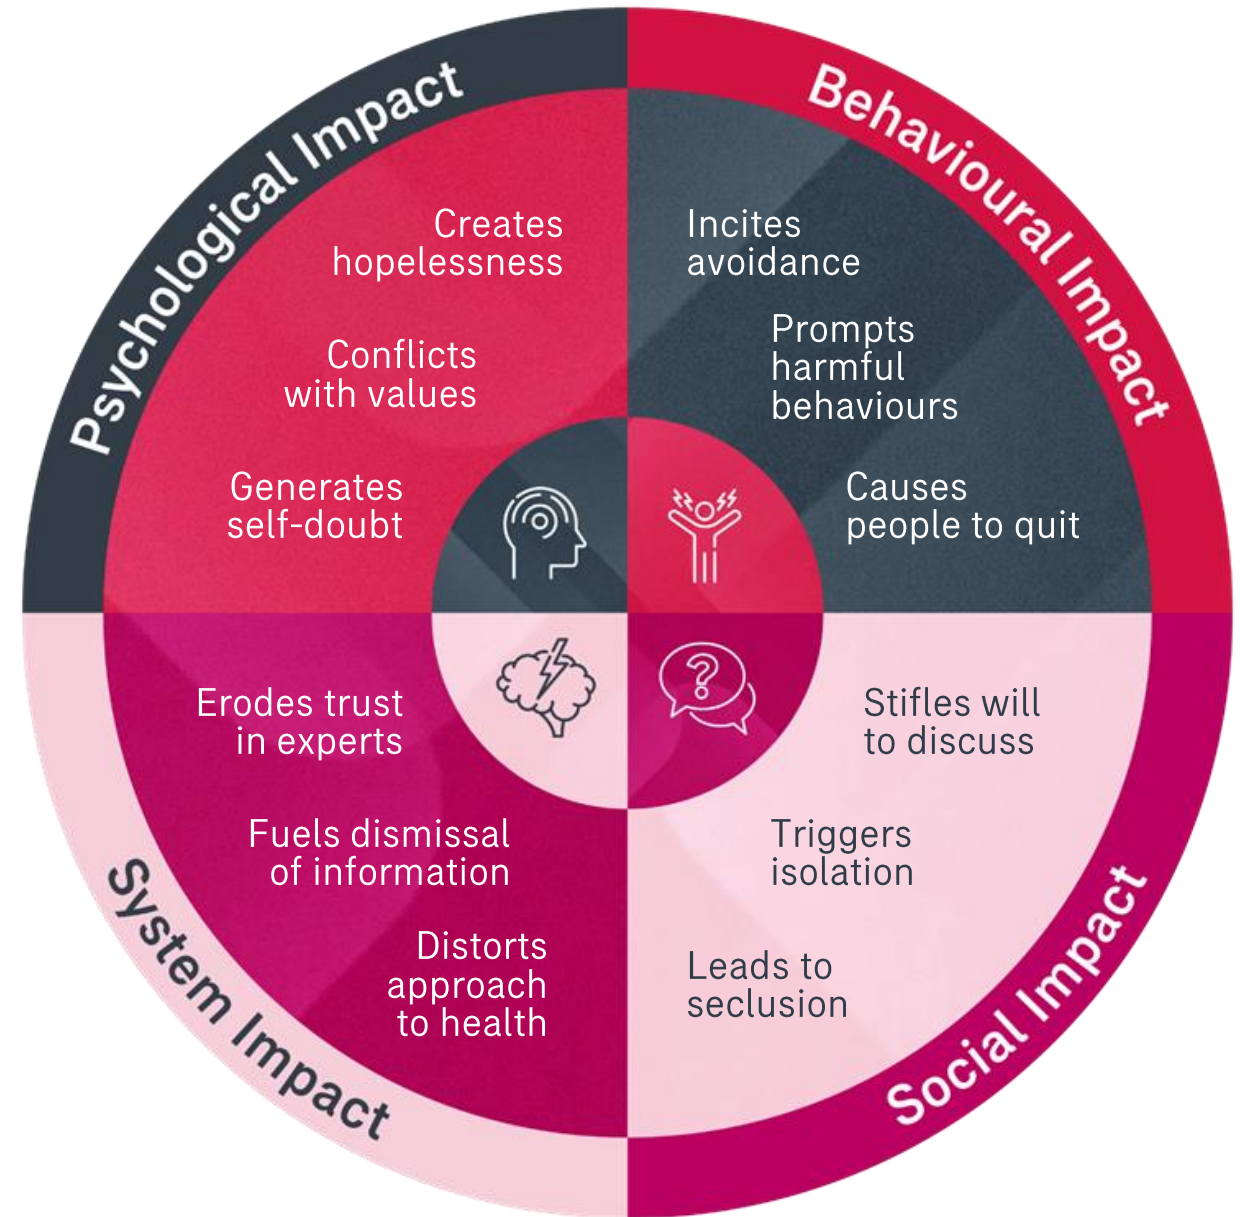 Psychological Impact
Creates
hopelessness
Conflicts
with values
Generates
self-doubt
Behavioural Impact
Incites
avoidance
Prompts
harmful
behaviours
Causes
people to quit
System Impact
Erodes trust
in experts
Fuels dismissal
of information
Distorts
approach
to health
Social Impact
Stifles will
to discuss
Triggers
isolation
Leads to
seclusion
?